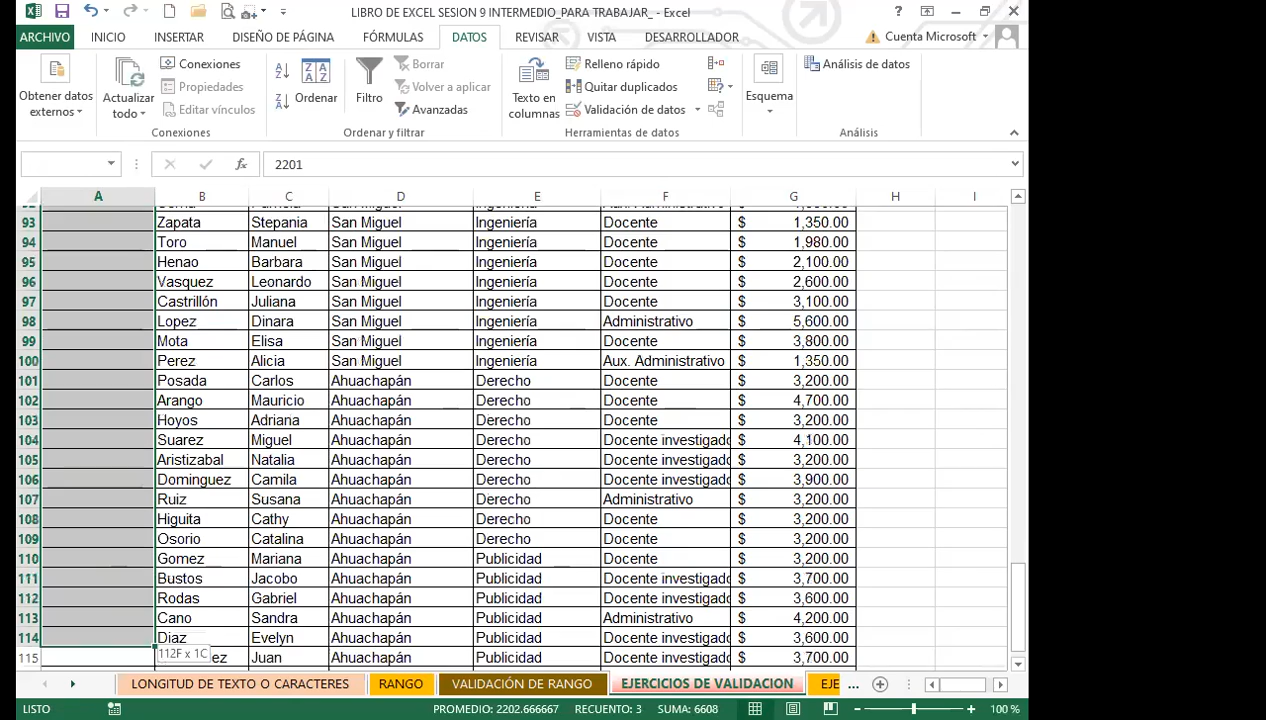 LIBRO DE EXCEL SESION 9 INTERMEDIO_PARA TRABAJAR_ - Excel
ARCHIVO INICIO INSERTAR DISEÑO DE PÁGINA FÓRMULAS DATOS REVISAR VISTA DESARROLLADOR Cuenta Microsoft
Obtener datos externos
Actualizar todo
Conexiones
Propiedades
Editar vínculos
Conexiones
Ordenar
Filtro
Borrar
Volver a aplicar
Avanzadas
Ordenar y filtrar
Texto en columnas
Relleno rápido
Quitar duplicados
Validación de datos
Herramientas de datos
Esquema
Análisis de datos
Análisis
2201
A B C D E F G H I
93 Zapata Stepania San Miguel Ingeniería Docente $ 1,350.00
94 Toro Manuel San Miguel Ingeniería Docente $ 1,980.00
95 Henao Barbara San Miguel Ingeniería Docente $ 2,100.00
96 Vasquez Leonardo San Miguel Ingeniería Docente $ 2,600.00
97 Castrillón Juliana San Miguel Ingeniería Docente $ 3,100.00
98 Lopez Dinara San Miguel Ingeniería Administrativo $ 5,600.00
99 Mota Elisa San Miguel Ingeniería Docente $ 3,800.00
100 Perez Alicia San Miguel Ingeniería Aux. Administrativo $ 1,350.00
101 Posada Carlos Ahuachapán Derecho Docente $ 3,200.00
102 Arango Mauricio Ahuachapán Derecho Docente $ 4,700.00
103 Hoyos Adriana Ahuachapán Derecho Docente $ 3,200.00
104 Suarez Miguel Ahuachapán Derecho Docente investigado $ 4,100.00
105 Aristizabal Natalia Ahuachapán Derecho Docente investigado $ 3,200.00
106 Dominguez Camila Ahuachapán Derecho Docente investigado $ 3,900.00
107 Ruiz Susana Ahuachapán Derecho Administrativo $ 3,200.00
108 Higuita Cathy Ahuachapán Derecho Docente $ 3,200.00
109 Osorio Catalina Ahuachapán Derecho Docente $ 3,200.00
110 Gomez Mariana Ahuachapán Publicidad Docente $ 3,200.00
111 Bustos Jacobo Ahuachapán Publicidad Docente investigado $ 3,700.00
112 Rodas Gabriel Ahuachapán Publicidad Docente investigado $ 3,600.00
113 Cano Sandra Ahuachapán Publicidad Administrativo $ 4,200.00
114 Diaz Evelyn Ahuachapán Publicidad Docente investigado $ 3,600.00
112F x 1C
115 ez Juan Ahuachapán Publicidad Docente investigado $ 3,700.00
LONGITUD DE TEXTO O CARACTERES RANGO VALIDACIÓN DE RANGO EJERCICIOS DE VALIDACION EJE ...
LISTO PROMEDIO: 2202.666667 RECUENTO: 3 SUMA: 6608 100 %